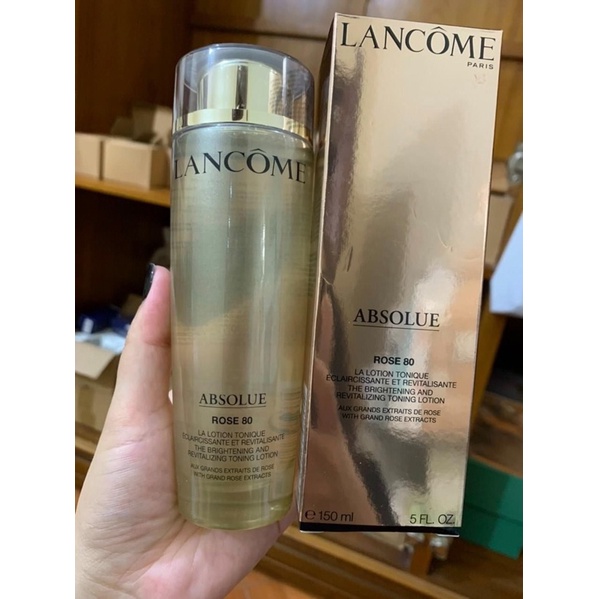 LANCÔME
ABSOLUE
ROSE 80
LA LOTION TONIQUE
ÉCLAIRCISSANTE ET REVITALISANTE
THE BRIGHTENING AND
REVITALIZING TONING LOTION
AUX GRANDS EXTRAITS DE ROSE
WITH GRAND ROSE EXTRACTS
LANCÔME
PARIS
ABSOLUE
ROSE 80
LA LOTION TONIQUE
ÉCLAIRCISSANTE ET REVITALISANTE
THE BRIGHTENING AND
REVITALIZING TONING LOTION
AUX GRANDS EXTRAITS DE ROSE
WITH GRAND ROSE EXTRACTS
℮ 150 ml 5 FL. OZ